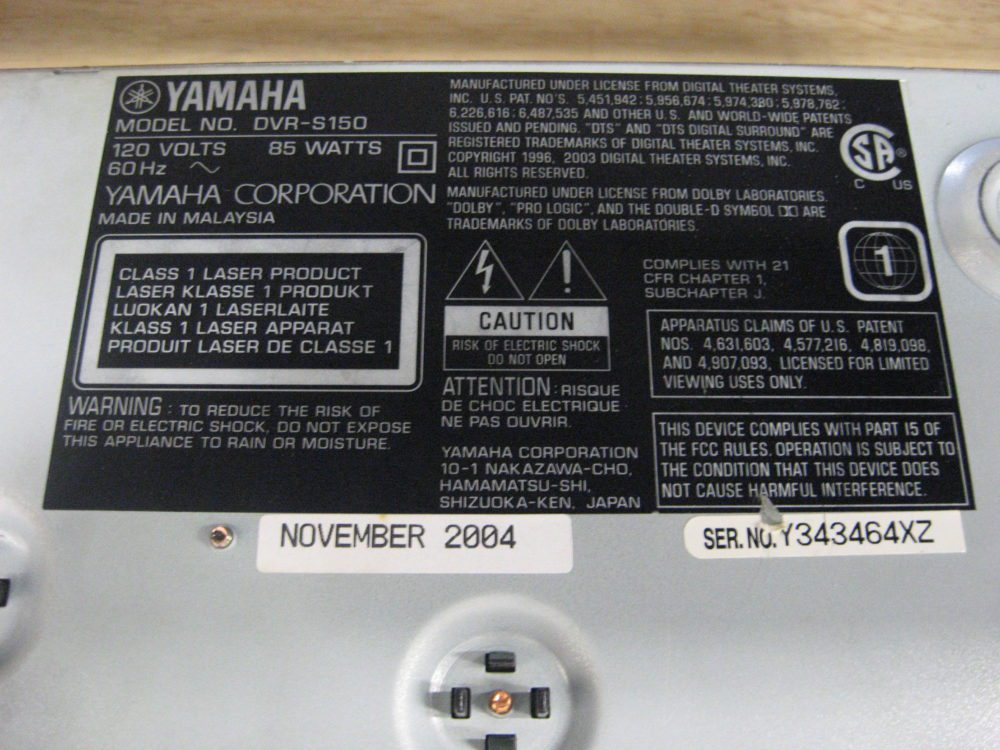 YAMAHA
MODEL NO. DVR-S150
120 VOLTS 85 WATTS
60Hz ~
YAMAHA CORPORATION
MADE IN MALAYSIA
CLASS 1 LASER PRODUCT
LASER KLASSE 1 PRODUKT
LUOKAN 1 LASERLAITE
KLASS 1 LASER APPARAT
PRODUIT LASER DE CLASSE 1
WARNING : TO REDUCE THE RISK OF
FIRE OR ELECTRIC SHOCK, DO NOT EXPOSE
THIS APPLIANCE TO RAIN OR MOISTURE.
MANUFACTURED UNDER LICENSE FROM DIGITAL THEATER SYSTEMS,
INC. U.S. PAT. NO'S. 5,451,942 ; 5,956,674 ; 5,974,380 ; 5,978,762 ;
6,226,616 ; 6,487,535 AND OTHER U.S. AND WORLD-WIDE PATENTS
ISSUED AND PENDING. "DTS" AND "DTS DIGITAL SURROUND" ARE
REGISTERED TRADEMARKS OF DIGITAL THEATER SYSTEMS, INC.
COPYRIGHT 1996, 2003 DIGITAL THEATER SYSTEMS, INC.
ALL RIGHTS RESERVED.
MANUFACTURED UNDER LICENSE FROM DOLBY LABORATORIES.
"DOLBY", "PRO LOGIC", AND THE DOUBLE-D SYMBOL ARE
TRADEMARKS OF DOLBY LABORATORIES.
SA ®
C US
CAUTION
RISK OF ELECTRIC SHOCK
DO NOT OPEN
ATTENTION : RISQUE
DE CHOC ELECTRIQUE
NE PAS OUVRIR.
YAMAHA CORPORATION
10-1 NAKAZAWA-CHO,
HAMAMATSU-SHI,
SHIZUOKA-KEN, JAPAN
COMPLIES WITH 21
CFR CHAPTER 1,
SUBCHAPTER J.
1
APPARATUS CLAIMS OF U.S. PATENT
NOS. 4,631,603, 4,577,216, 4,819,098,
AND 4,907,093, LICENSED FOR LIMITED
VIEWING USES ONLY.
THIS DEVICE COMPLIES WITH PART 15 OF
THE FCC RULES. OPERATION IS SUBJECT TO
THE CONDITION THAT THIS DEVICE DOES
NOT CAUSE HARMFUL INTERFERENCE.
NOVEMBER 2004
SER. NO. Y343464XZ